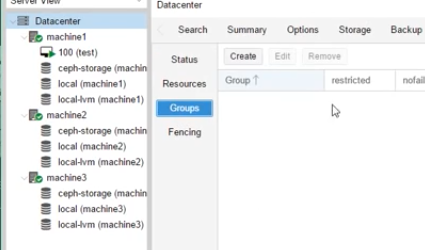 Server View
Datacenter
machine1
100 (test)
ceph-storage (machin
local (machine1)
local-lvm (machine1)
machine2
ceph-storage (machin
local (machine2)
local-lvm (machine2)
machine3
ceph-storage (machin
local (machine3)
local-lvm (machine3)
Datacenter
Search Summary Options Storage Backup
Status
Resources
Groups
Fencing
Create Edit Remove
Group ↑ restricted nofail